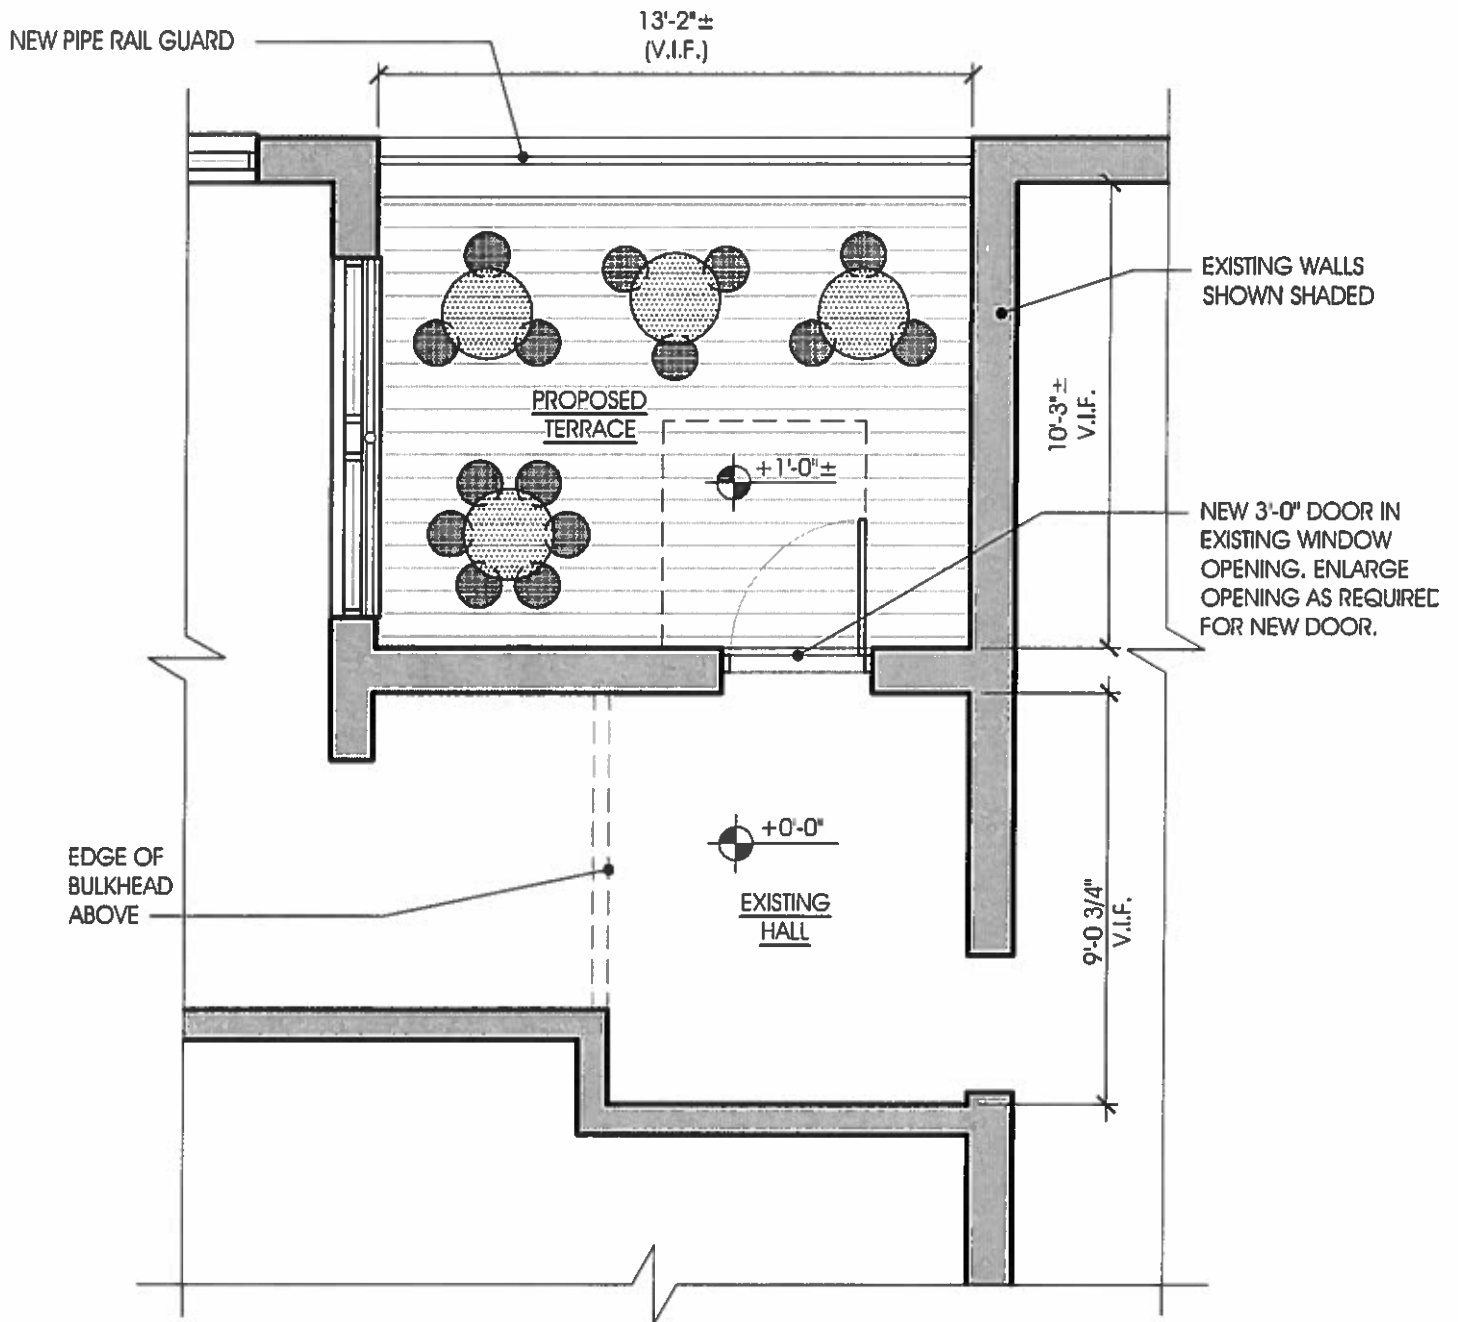 13'-2"±
(V.I.F.)
NEW PIPE RAIL GUARD
EXISTING WALLS
SHOWN SHADED
10'-3"±
V.I.F.
PROPOSED
TERRACE
+1'-0"±
NEW 3'-0" DOOR IN
EXISTING WINDOW
OPENING. ENLARGE
OPENING AS REQUIRED
FOR NEW DOOR.
+0'-0"
EDGE OF
BULKHEAD
ABOVE
EXISTING
HALL
9'-0 3/4"
V.I.F.